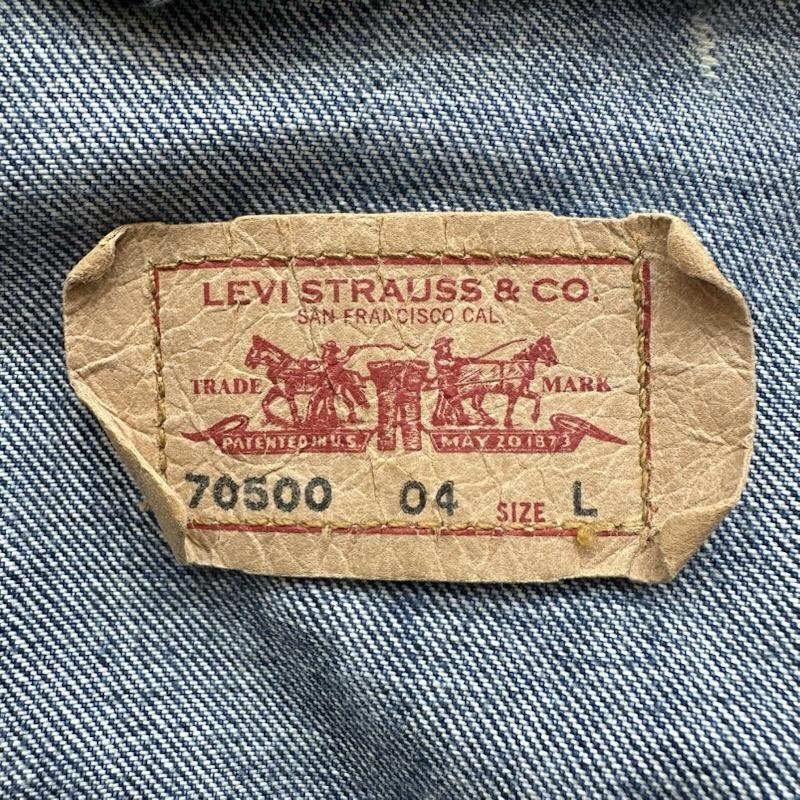 LEVI STRAUSS & CO.
SAN FRANCISCO CAL.
TRADE MARK
PATENTED IN U.S. MAY 20 1873
70500 04 SIZE L